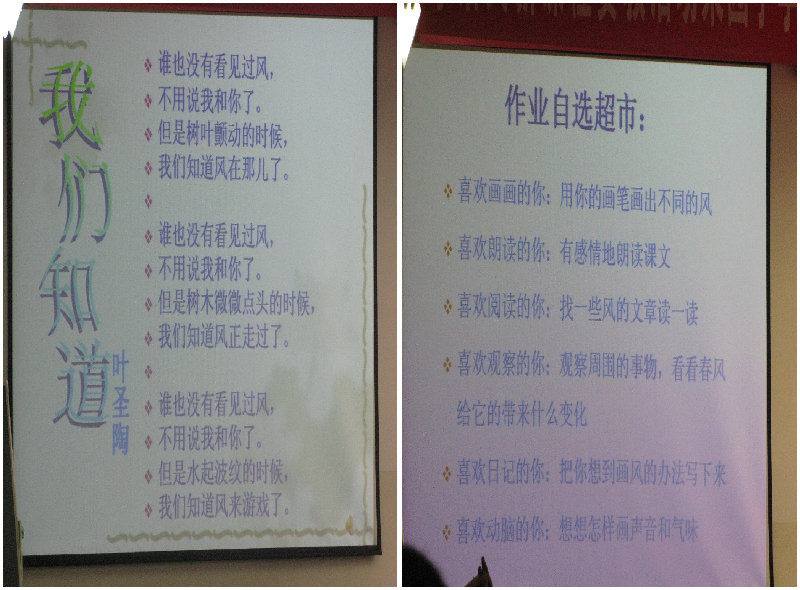 我们知道
叶圣陶
谁也没有看见过风，
不用说我和你了。
但是树叶颤动的时候，
我们知道风在那儿了。
谁也没有看见过风，
不用说我和你了。
但是树木微微点头的时候，
我们知道风正走过了。
谁也没有看见过风，
不用说我和你了。
但是水起波纹的时候，
我们知道风来游戏了。
作业自选超市：
喜欢画画的你：用你的画笔画出不同的风
喜欢朗读的你：有感情地朗读课文
喜欢阅读的你：找一些风的文章读一读
喜欢观察的你：观察周围的事物，看看春风
给它的带来什么变化
喜欢日记的你：把你想到画风的办法写下来
喜欢动脑的你：想想怎样画声音和气味